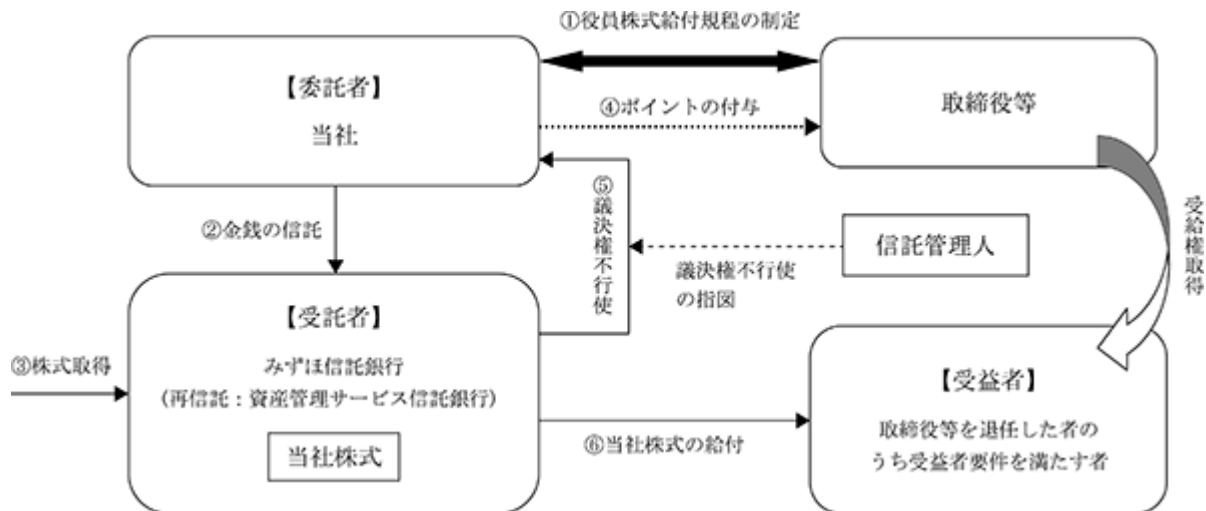 ①役員株式給付規程の制定
【委託者】
当社
取締役等
④ポイントの付与
②金銭の信託
⑤議決権不行使
議決権不行使
の指図
信託管理人
受給権取得
【受託者】
みずほ信託銀行
(再信託：資産管理サービス信託銀行)
当社株式
③株式取得
⑥当社株式の給付
【受益者】
取締役等を退任した者の
うち受益者要件を満たす者